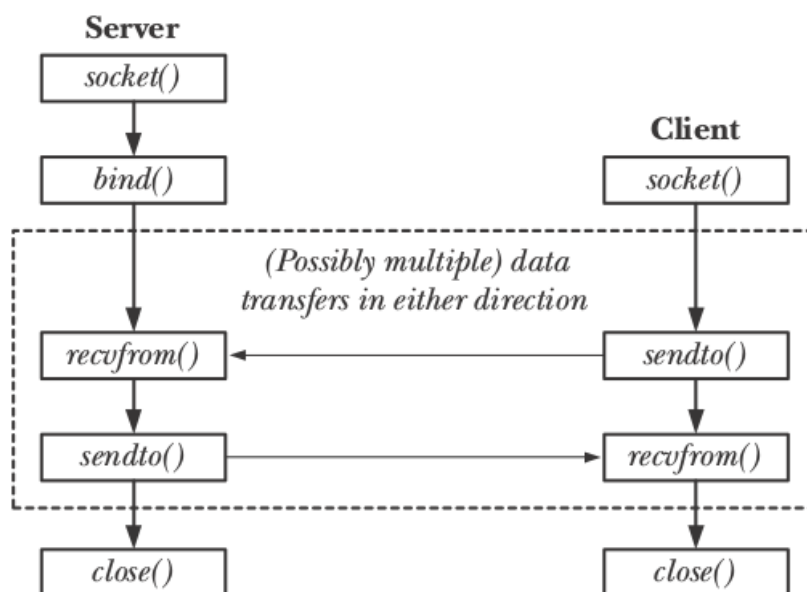 Server
socket()
bind()
Client
socket()
(Possibly multiple) data
transfers in either direction
recvfrom()
sendto()
sendto()
recvfrom()
close()
close()